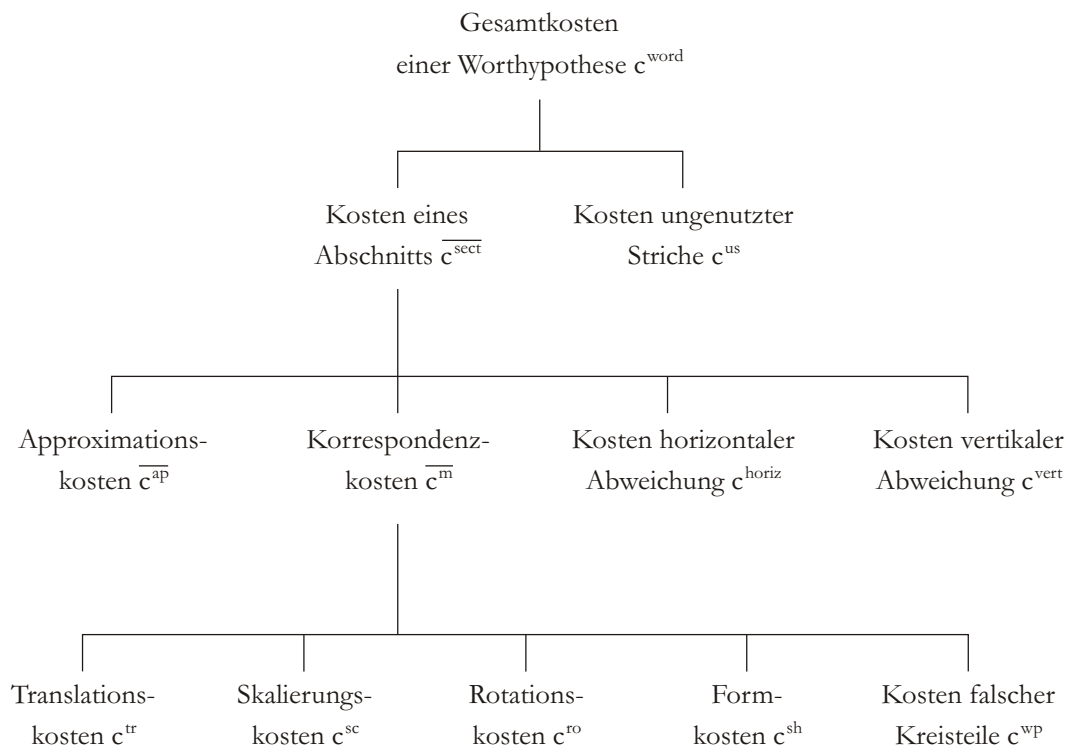 Gesamtkosten
einer Worthypothese c^word
Kosten eines
Abschnitts c̅^sect
Kosten ungenutzter
Striche c^us
Approximations-
kosten c̅^ap
Korrespondenz-
kosten c̅^m
Kosten horizontaler
Abweichung c^horiz
Kosten vertikaler
Abweichung c^vert
Translations-
kosten c^tr
Skalierungs-
kosten c^sc
Rotations-
kosten c^ro
Form-
kosten c^sh
Kosten falscher
Kreisteile c^wp